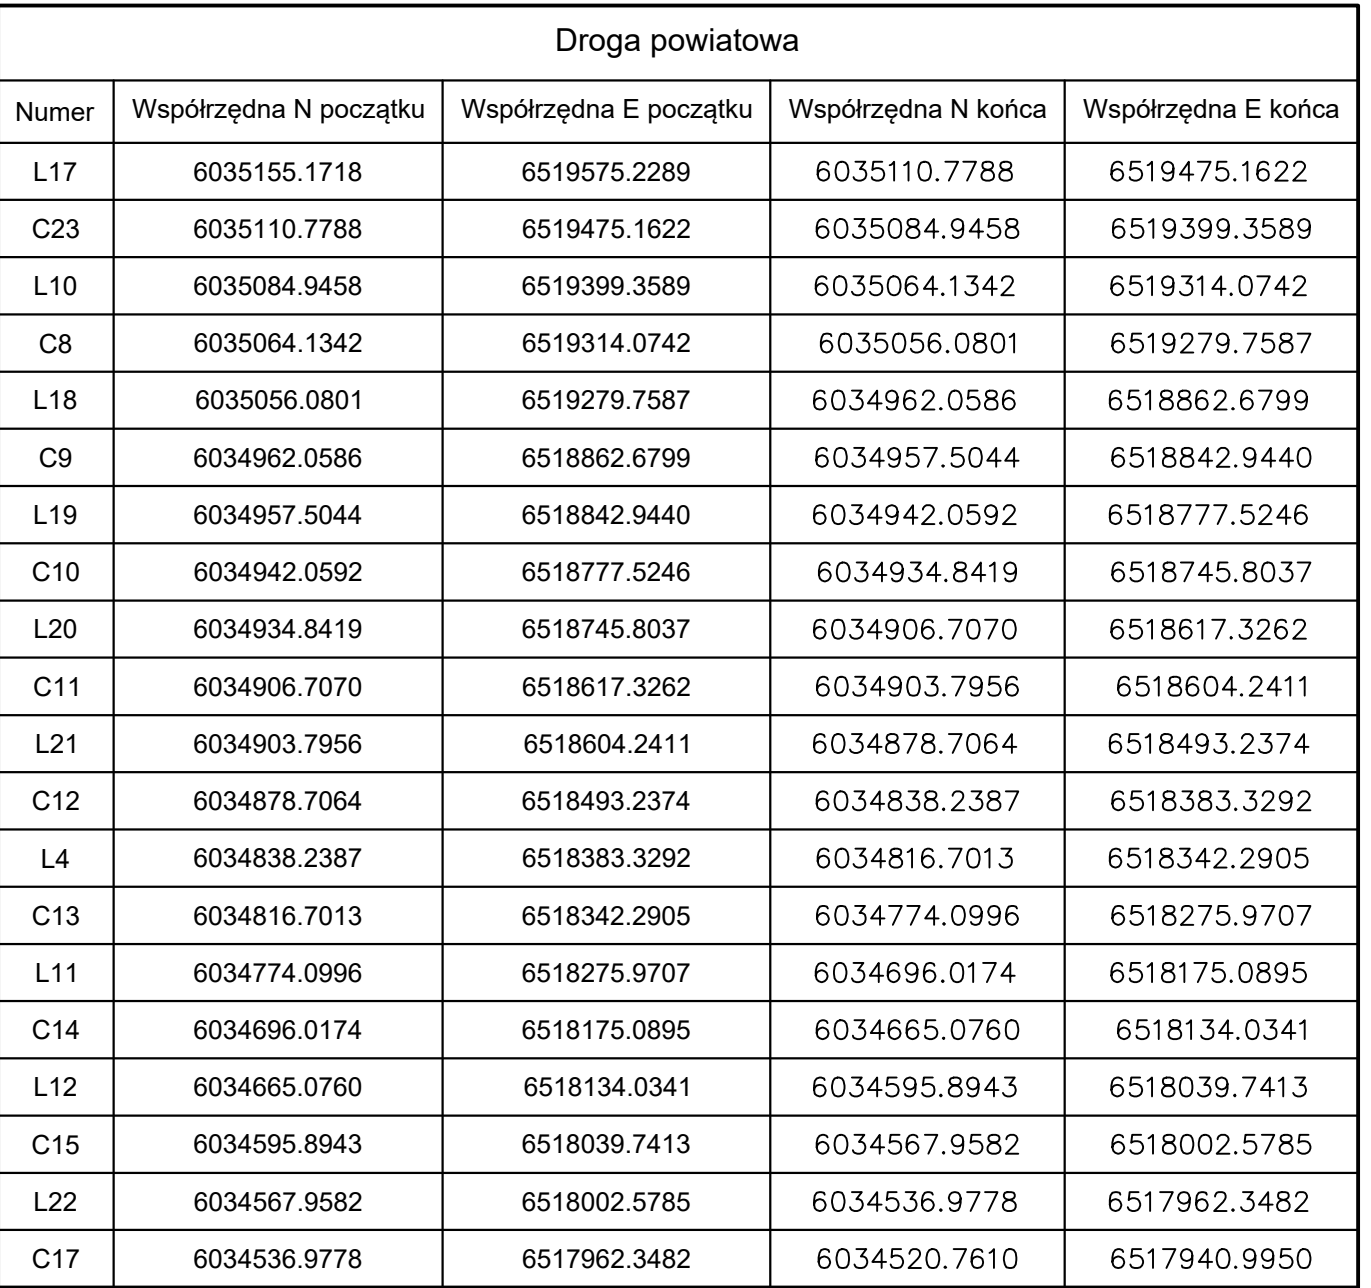 Droga powiatowa
Numer Współrzędna N początku Współrzędna E początku Współrzędna N końca Współrzędna E końca
L17 6035155.1718 6519575.2289 6035110.7788 6519475.1622
C23 6035110.7788 6519475.1622 6035084.9458 6519399.3589
L10 6035084.9458 6519399.3589 6035064.1342 6519314.0742
C8 6035064.1342 6519314.0742 6035056.0801 6519279.7587
L18 6035056.0801 6519279.7587 6034962.0586 6518862.6799
C9 6034962.0586 6518862.6799 6034957.5044 6518842.9440
L19 6034957.5044 6518842.9440 6034942.0592 6518777.5246
C10 6034942.0592 6518777.5246 6034934.8419 6518745.8037
L20 6034934.8419 6518745.8037 6034906.7070 6518617.3262
C11 6034906.7070 6518617.3262 6034903.7956 6518604.2411
L21 6034903.7956 6518604.2411 6034878.7064 6518493.2374
C12 6034878.7064 6518493.2374 6034838.2387 6518383.3292
L4 6034838.2387 6518383.3292 6034816.7013 6518342.2905
C13 6034816.7013 6518342.2905 6034774.0996 6518275.9707
L11 6034774.0996 6518275.9707 6034696.0174 6518175.0895
C14 6034696.0174 6518175.0895 6034665.0760 6518134.0341
L12 6034665.0760 6518134.0341 6034595.8943 6518039.7413
C15 6034595.8943 6518039.7413 6034567.9582 6518002.5785
L22 6034567.9582 6518002.5785 6034536.9778 6517962.3482
C17 6034536.9778 6517962.3482 6034520.7610 6517940.9950